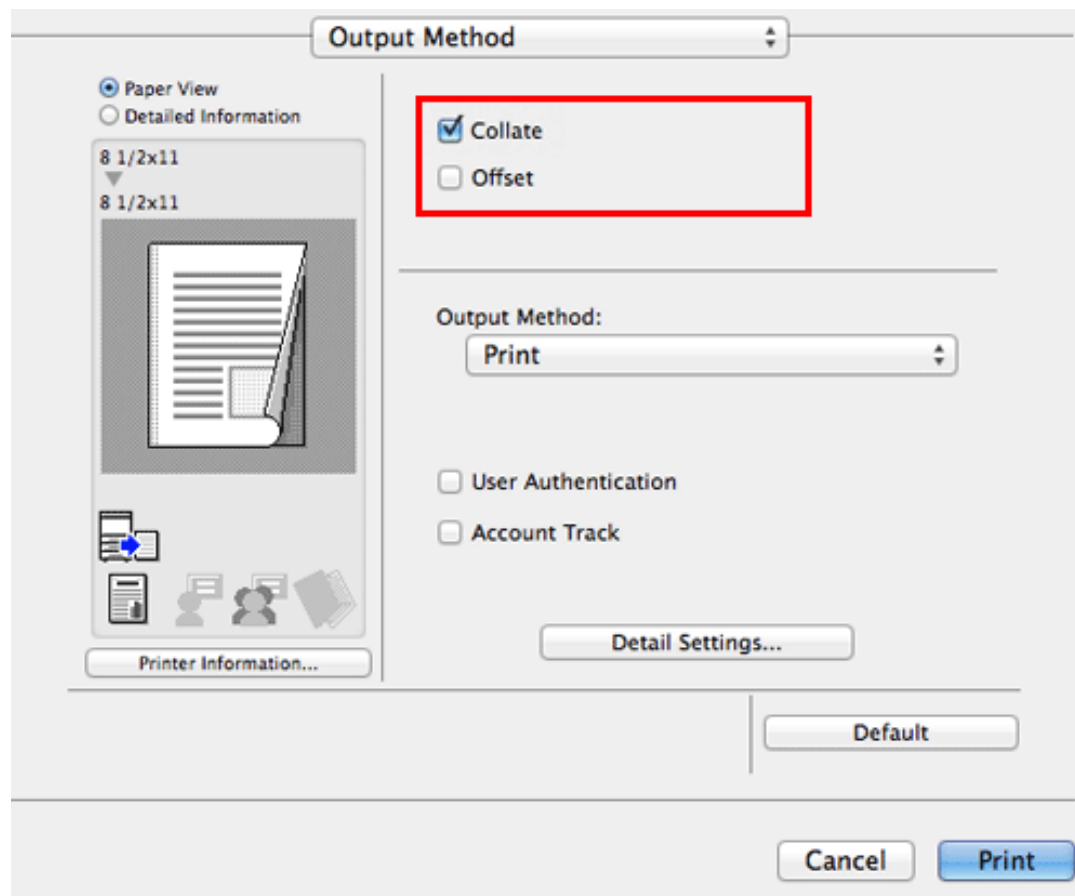 Output Method
Paper View
Detailed Information
8 1/2x11
8 1/2x11
Printer Information...
Collate
Offset
Output Method:
Print
User Authentication
Account Track
Detail Settings...
Default
Cancel
Print